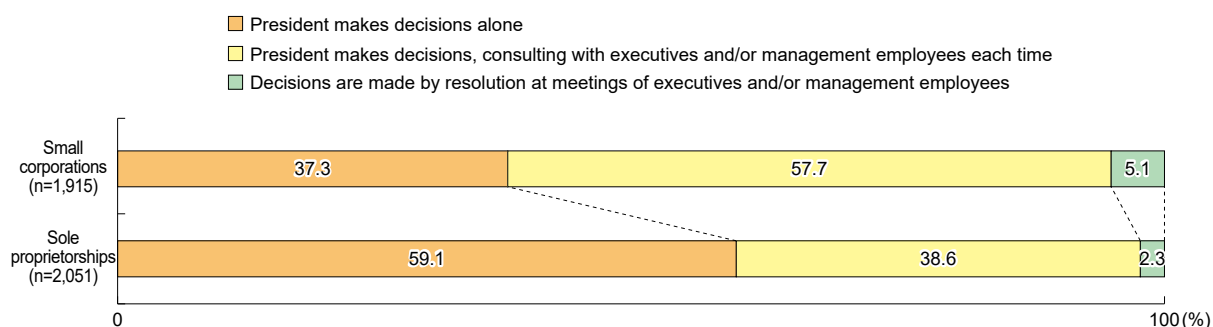 President makes decisions alone
President makes decisions, consulting with executives and/or management employees each time
Decisions are made by resolution at meetings of executives and/or management employees
Small
corporations
(n=1,915)
37.3
57.7
5.1
Sole
proprietorships
(n=2,051)
59.1
38.6
2.3
0
100 (%)